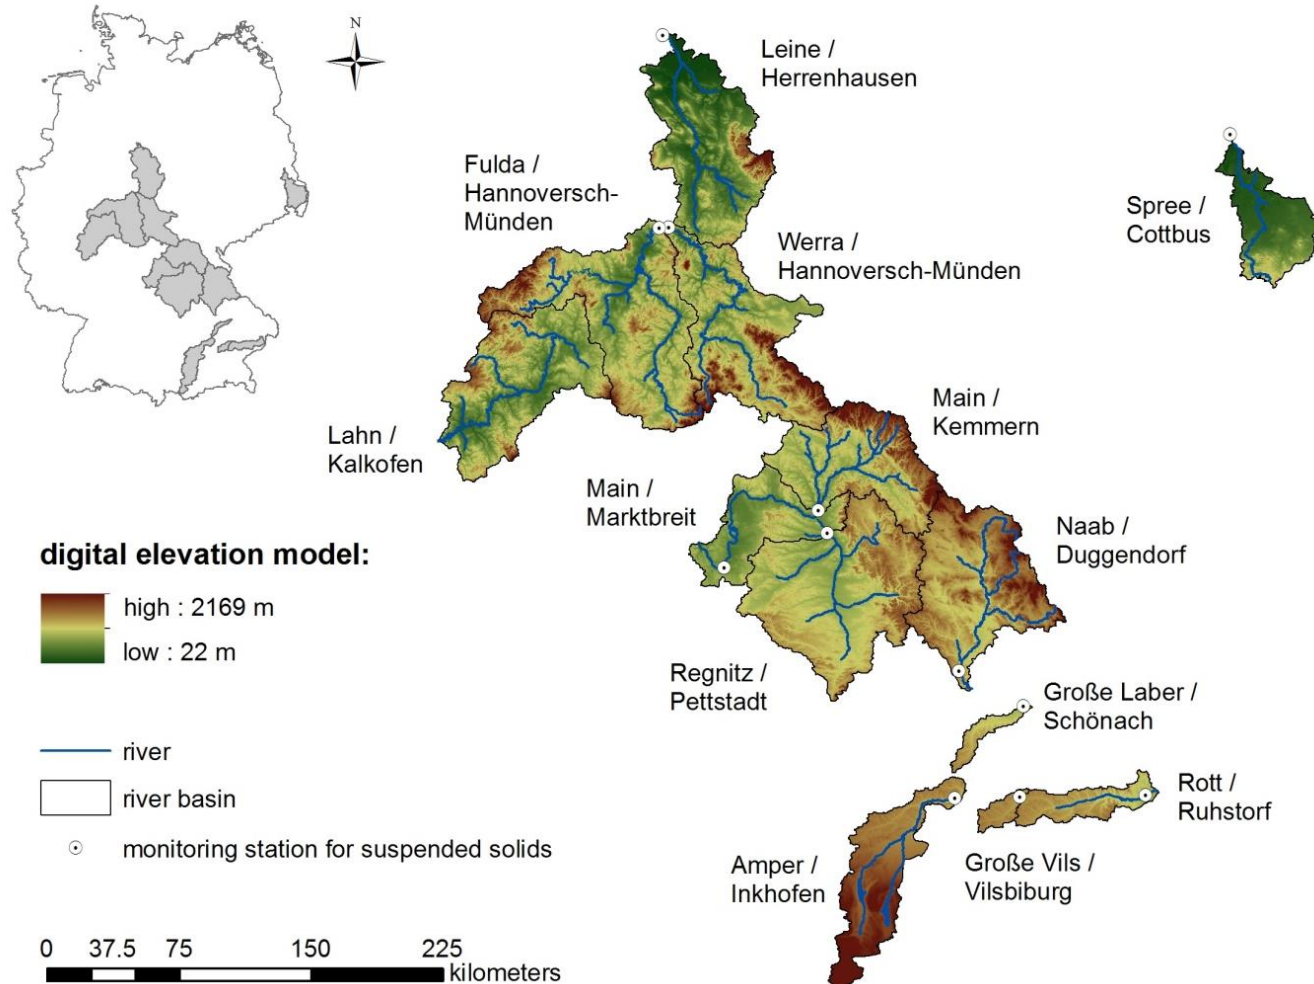 N
Leine /
Herrenhausen
Fulda /
Hannoversch-
Münden
Spree /
Cottbus
Werra /
Hannoversch-Münden
Main /
Kemmern
Lahn /
Kalkofen
Main /
Marktbreit
Naab /
Duggendorf
digital elevation model:
high : 2169 m
low : 22 m
Regnitz /
Pettstadt
Große Laber /
Schönach
river
river basin
monitoring station for suspended solids
Rott /
Ruhstorf
Amper /
Inkhofen
Große Vils /
Vilsbiburg
0 37.5 75 150 225
kilometers